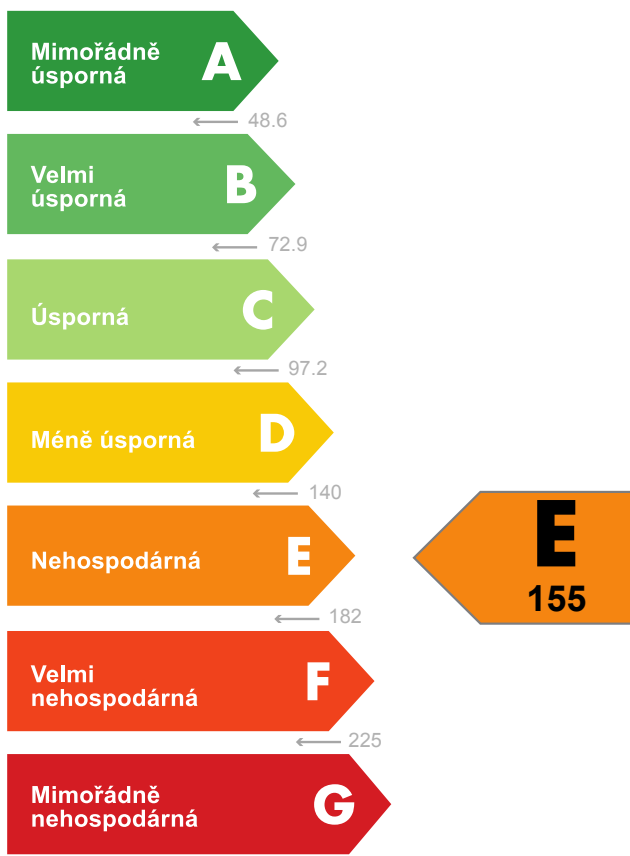 Mimořádně
úsporná
A
← 48.6
Velmi
úsporná
B
← 72.9
Úsporná
C
← 97.2
Méně úsporná
D
← 140
Nehospodárná
E
E
155
← 182
Velmi
nehospodárná
F
← 225
Mimořádně
nehospodárná
G